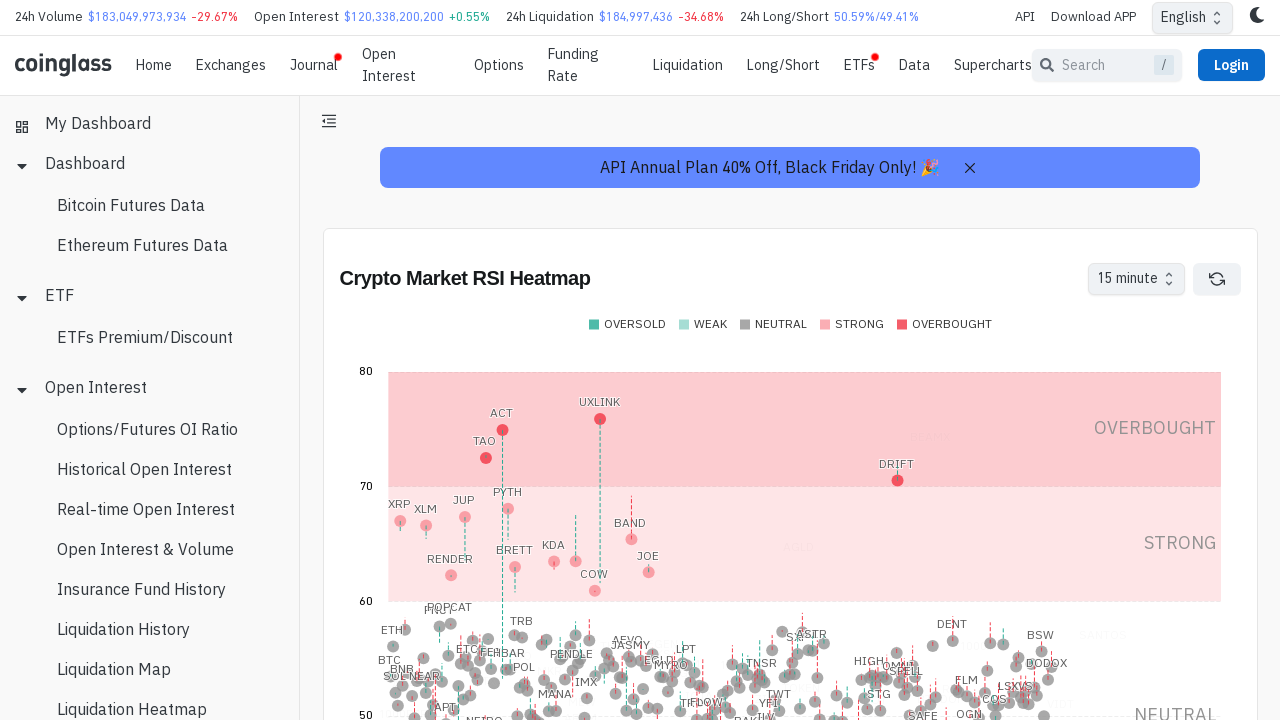 24h Volume $183,049,973,934 -29.67% Open Interest $120,338,200,200 +0.55% 24h Liquidation $184,997,436 -34.68% 24h Long/Short 50.59%/49.41% API Download APP English
coinglass Home Exchanges Journal Open Interest Options Funding Rate Liquidation Long/Short ETFs Data Supercharts Search / Login
My Dashboard
Dashboard
Bitcoin Futures Data
Ethereum Futures Data
ETF
ETFs Premium/Discount
Open Interest
Options/Futures OI Ratio
Historical Open Interest
Real-time Open Interest
Open Interest & Volume
Insurance Fund History
Liquidation History
Liquidation Map
Liquidation Heatmap
API Annual Plan 40% Off, Black Friday Only! 🎉
Crypto Market RSI Heatmap
15 minute
OVERSOLD WEAK NEUTRAL STRONG OVERBOUGHT
80
UXLINK
ACT
OVERBOUGHT
TAO
DRIFT
70
PYTH
JUP
XRP
XLM
BAND
STRONG
KDA
BRETT
JOE
RENDER
COW
60
POPCAT
TRB
DENT
ETH
ASTR
BSW
JASMY
LPT
ETC
PENDLE
BTC
HIGH
TNSR
DODOX
MYRO
POL
BNB
SPELL
SOL
NEAR
FLM
IMX
MANA
TWT
STG
COS
YFI
APT
FLOW
OGN
SAFE
50
NEUTRAL